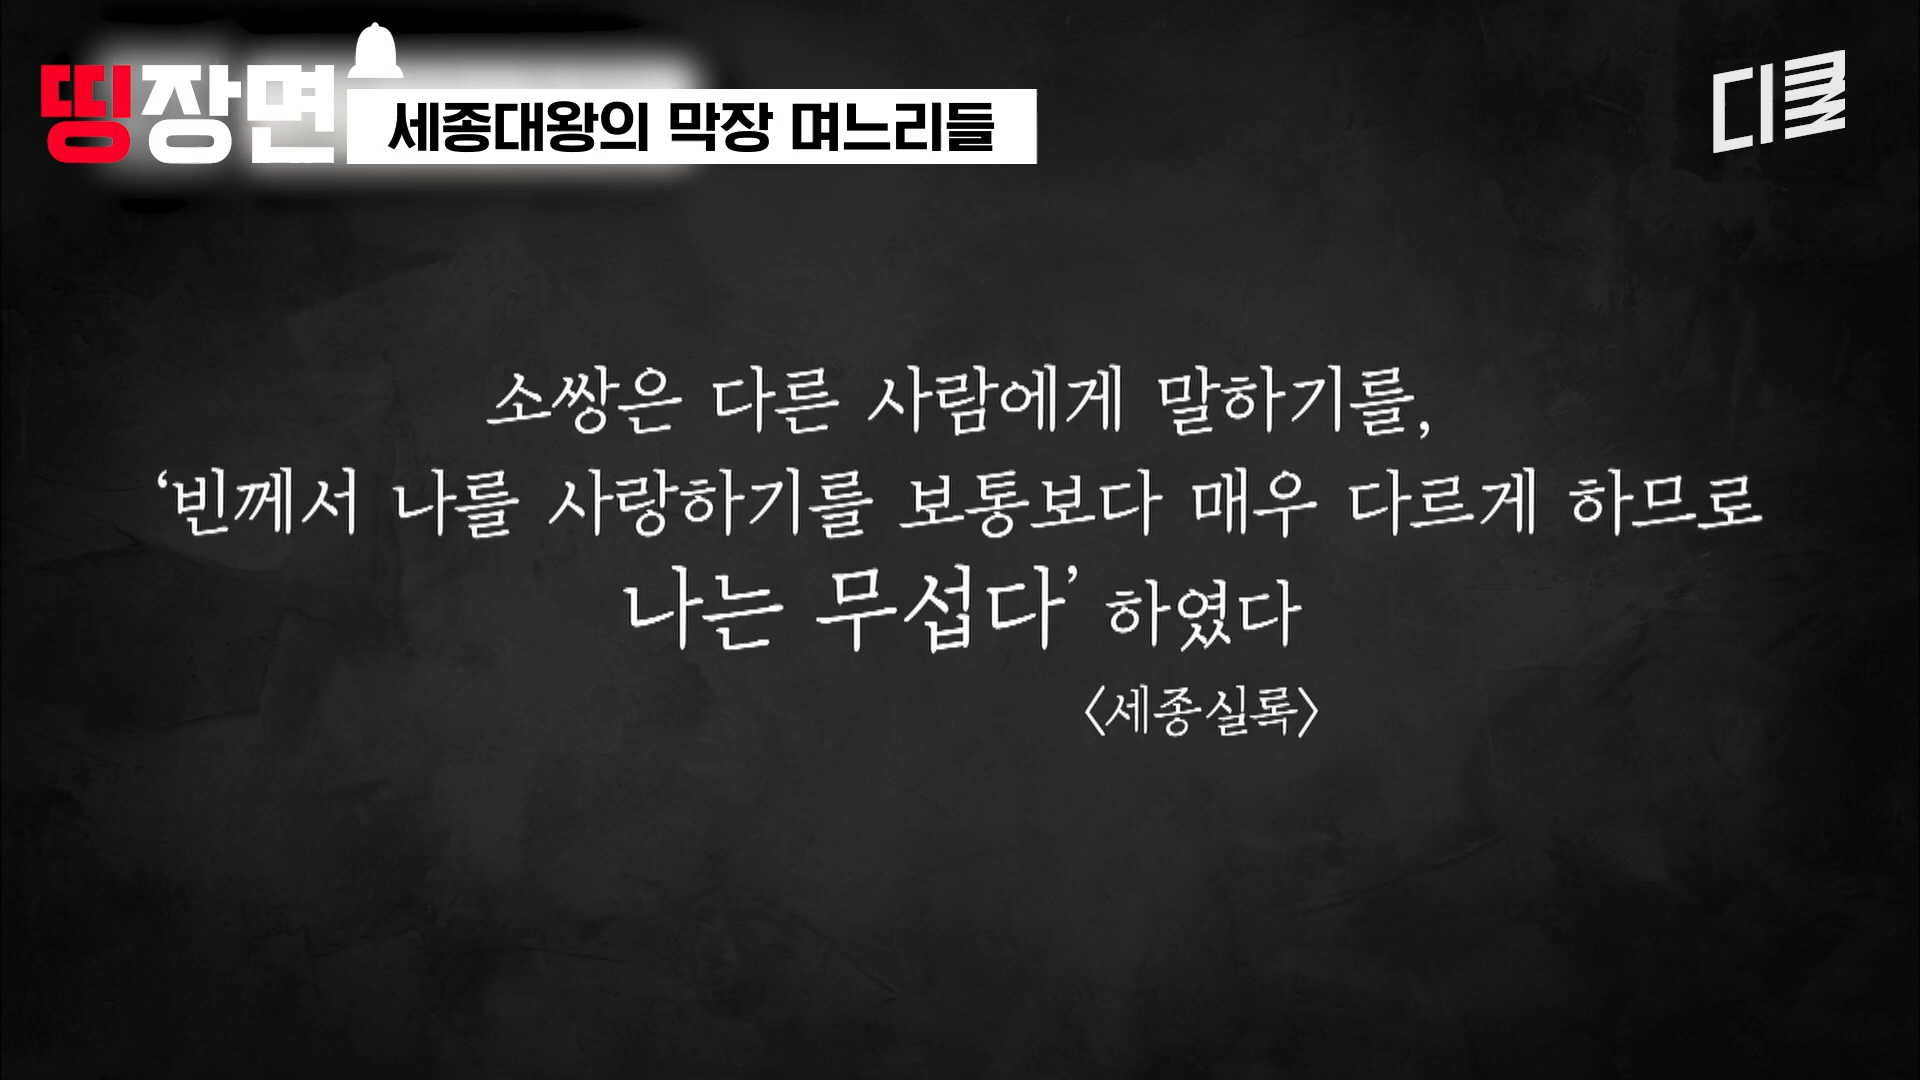 띵장면
세종대왕의 막장 며느리들
디클
소쌍은 다른 사람에게 말하기를,
‘빈께서 나를 사랑하기를 보통보다 매우 다르게 하므로
나는 무섭다’ 하였다
〈세종실록〉